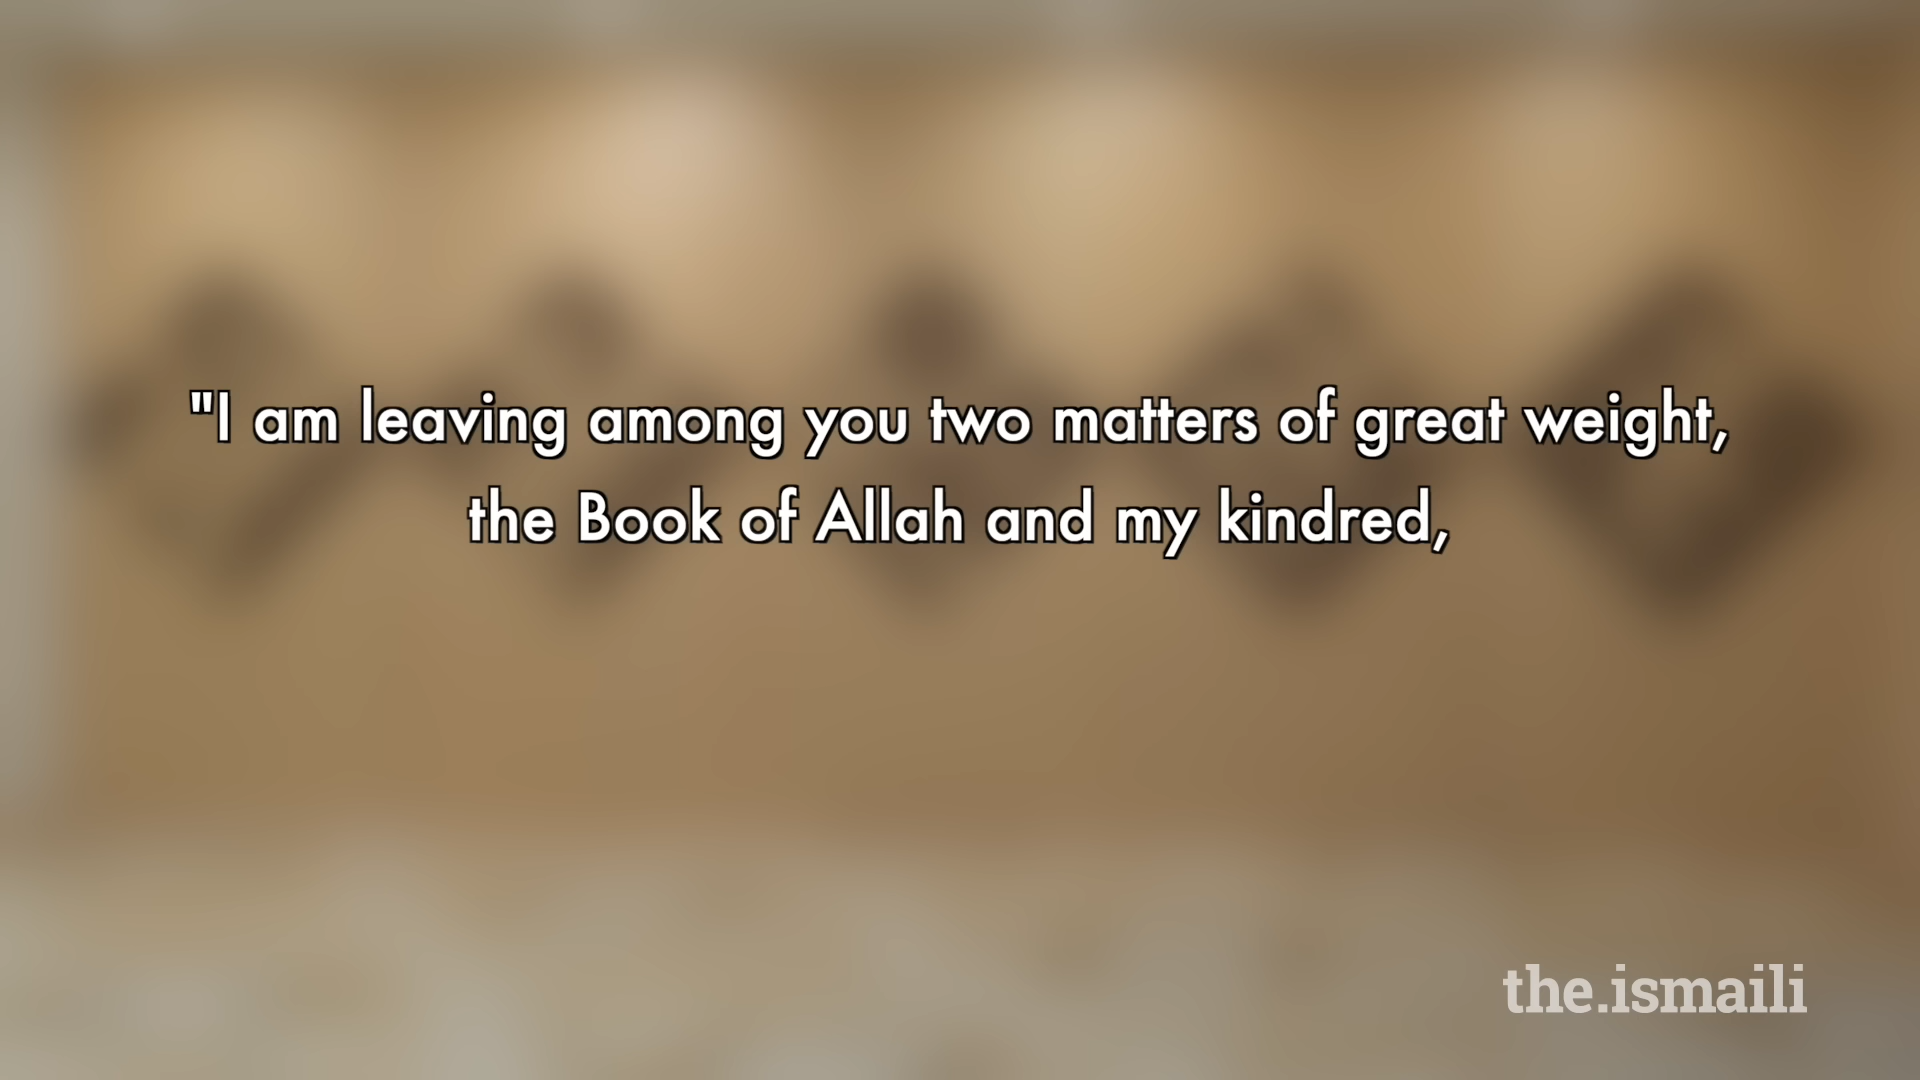 "I am leaving among you two matters of great weight,
the Book of Allah and my kindred,
the.ismaili